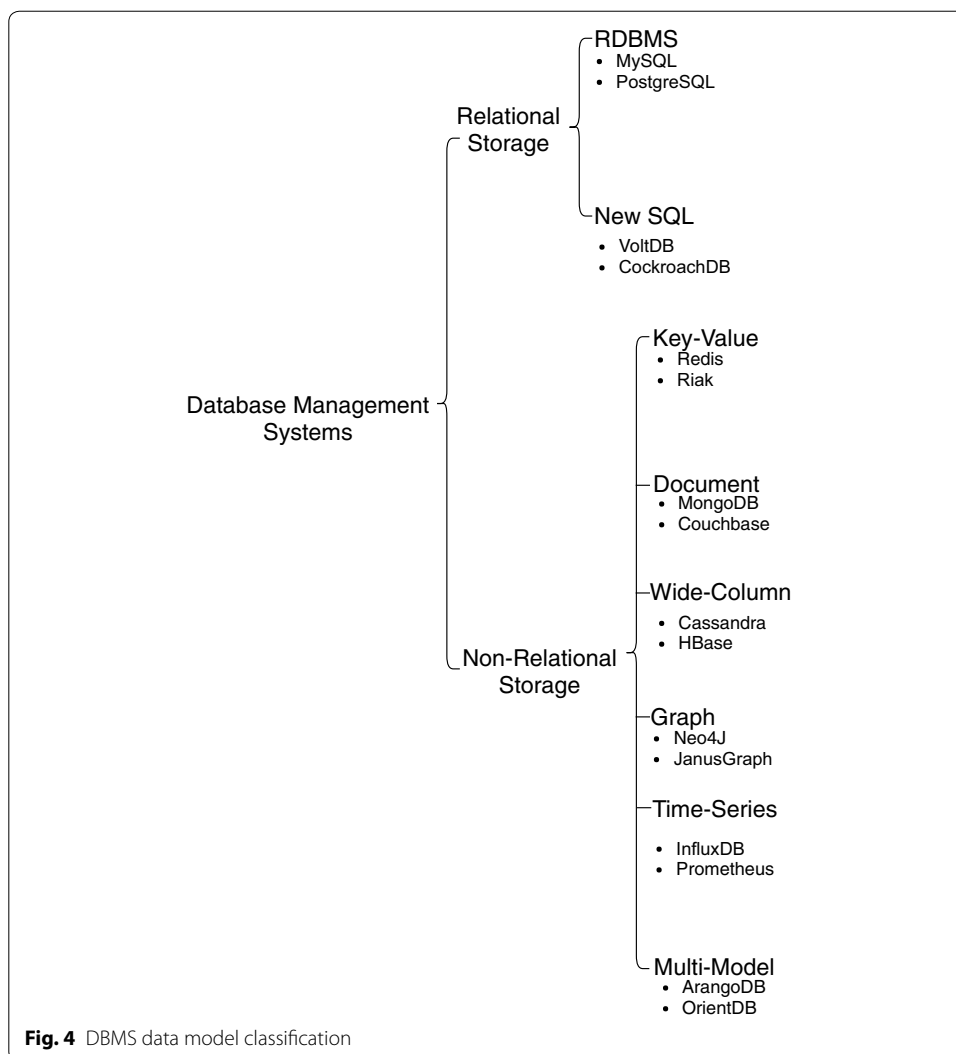 RDBMS
• MySQL
• PostgreSQL
Relational
Storage
New SQL
• VoltDB
• CockroachDB
Key-Value
• Redis
• Riak
Database Management
Systems
Document
• MongoDB
• Couchbase
Wide-Column
• Cassandra
• HBase
Non-Relational
Storage
Graph
• Neo4J
• JanusGraph
Time-Series
• InfluxDB
• Prometheus
Multi-Model
• ArangoDB
• OrientDB
Fig. 4 DBMS data model classification